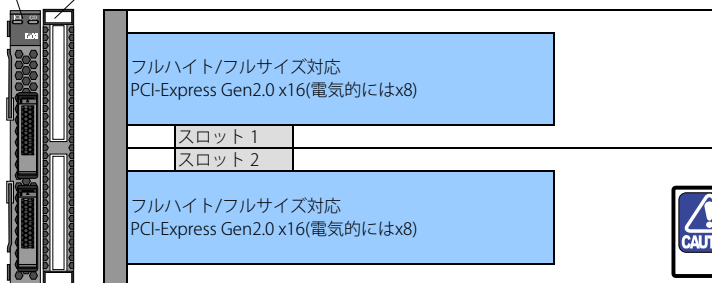 フルハイト/フルサイズ対応
PCI-Express Gen2.0 x16(電気的にはx8)
スロット 1
スロット 2
フルハイト/フルサイズ対応
PCI-Express Gen2.0 x16(電気的にはx8)